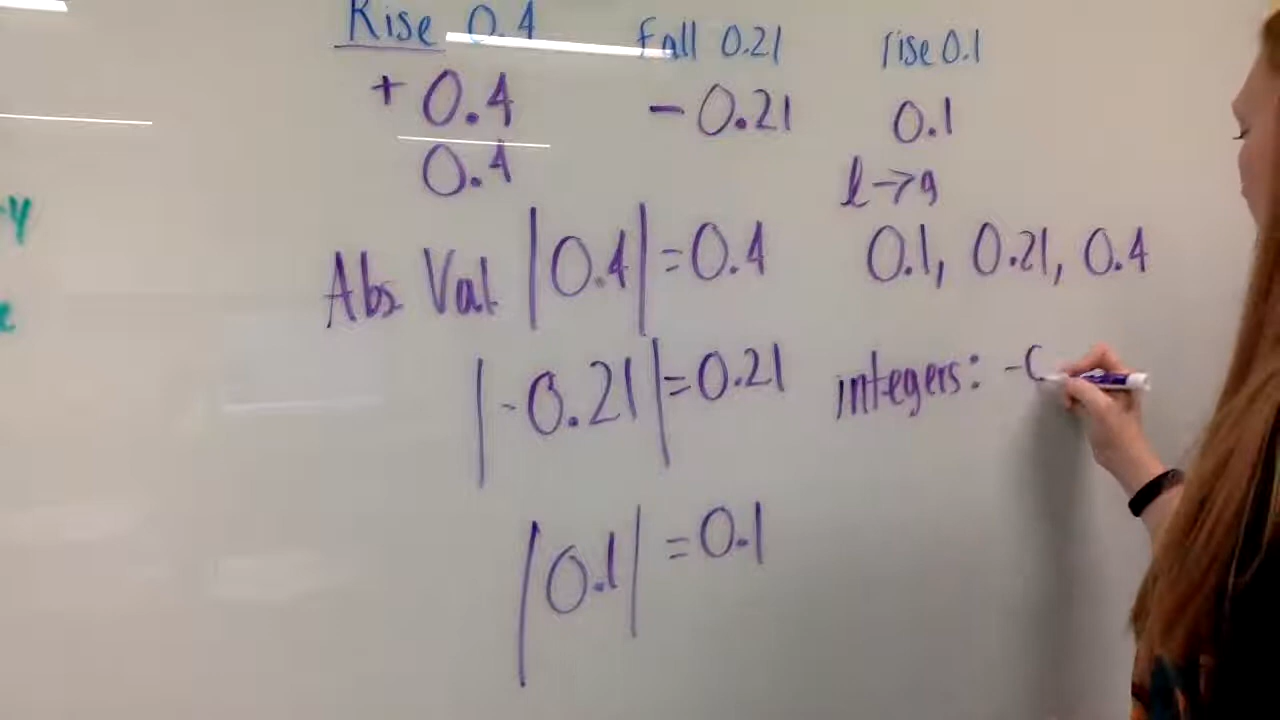 Rise 0.4 fall 0.21 rise 0.1
+ 0.4 - 0.21 0.1
0.4
l→g
Abs Val |0.4| = 0.4 0.1, 0.21, 0.4
|-0.21| = 0.21 integers: -0
|0.1| = 0.1
y